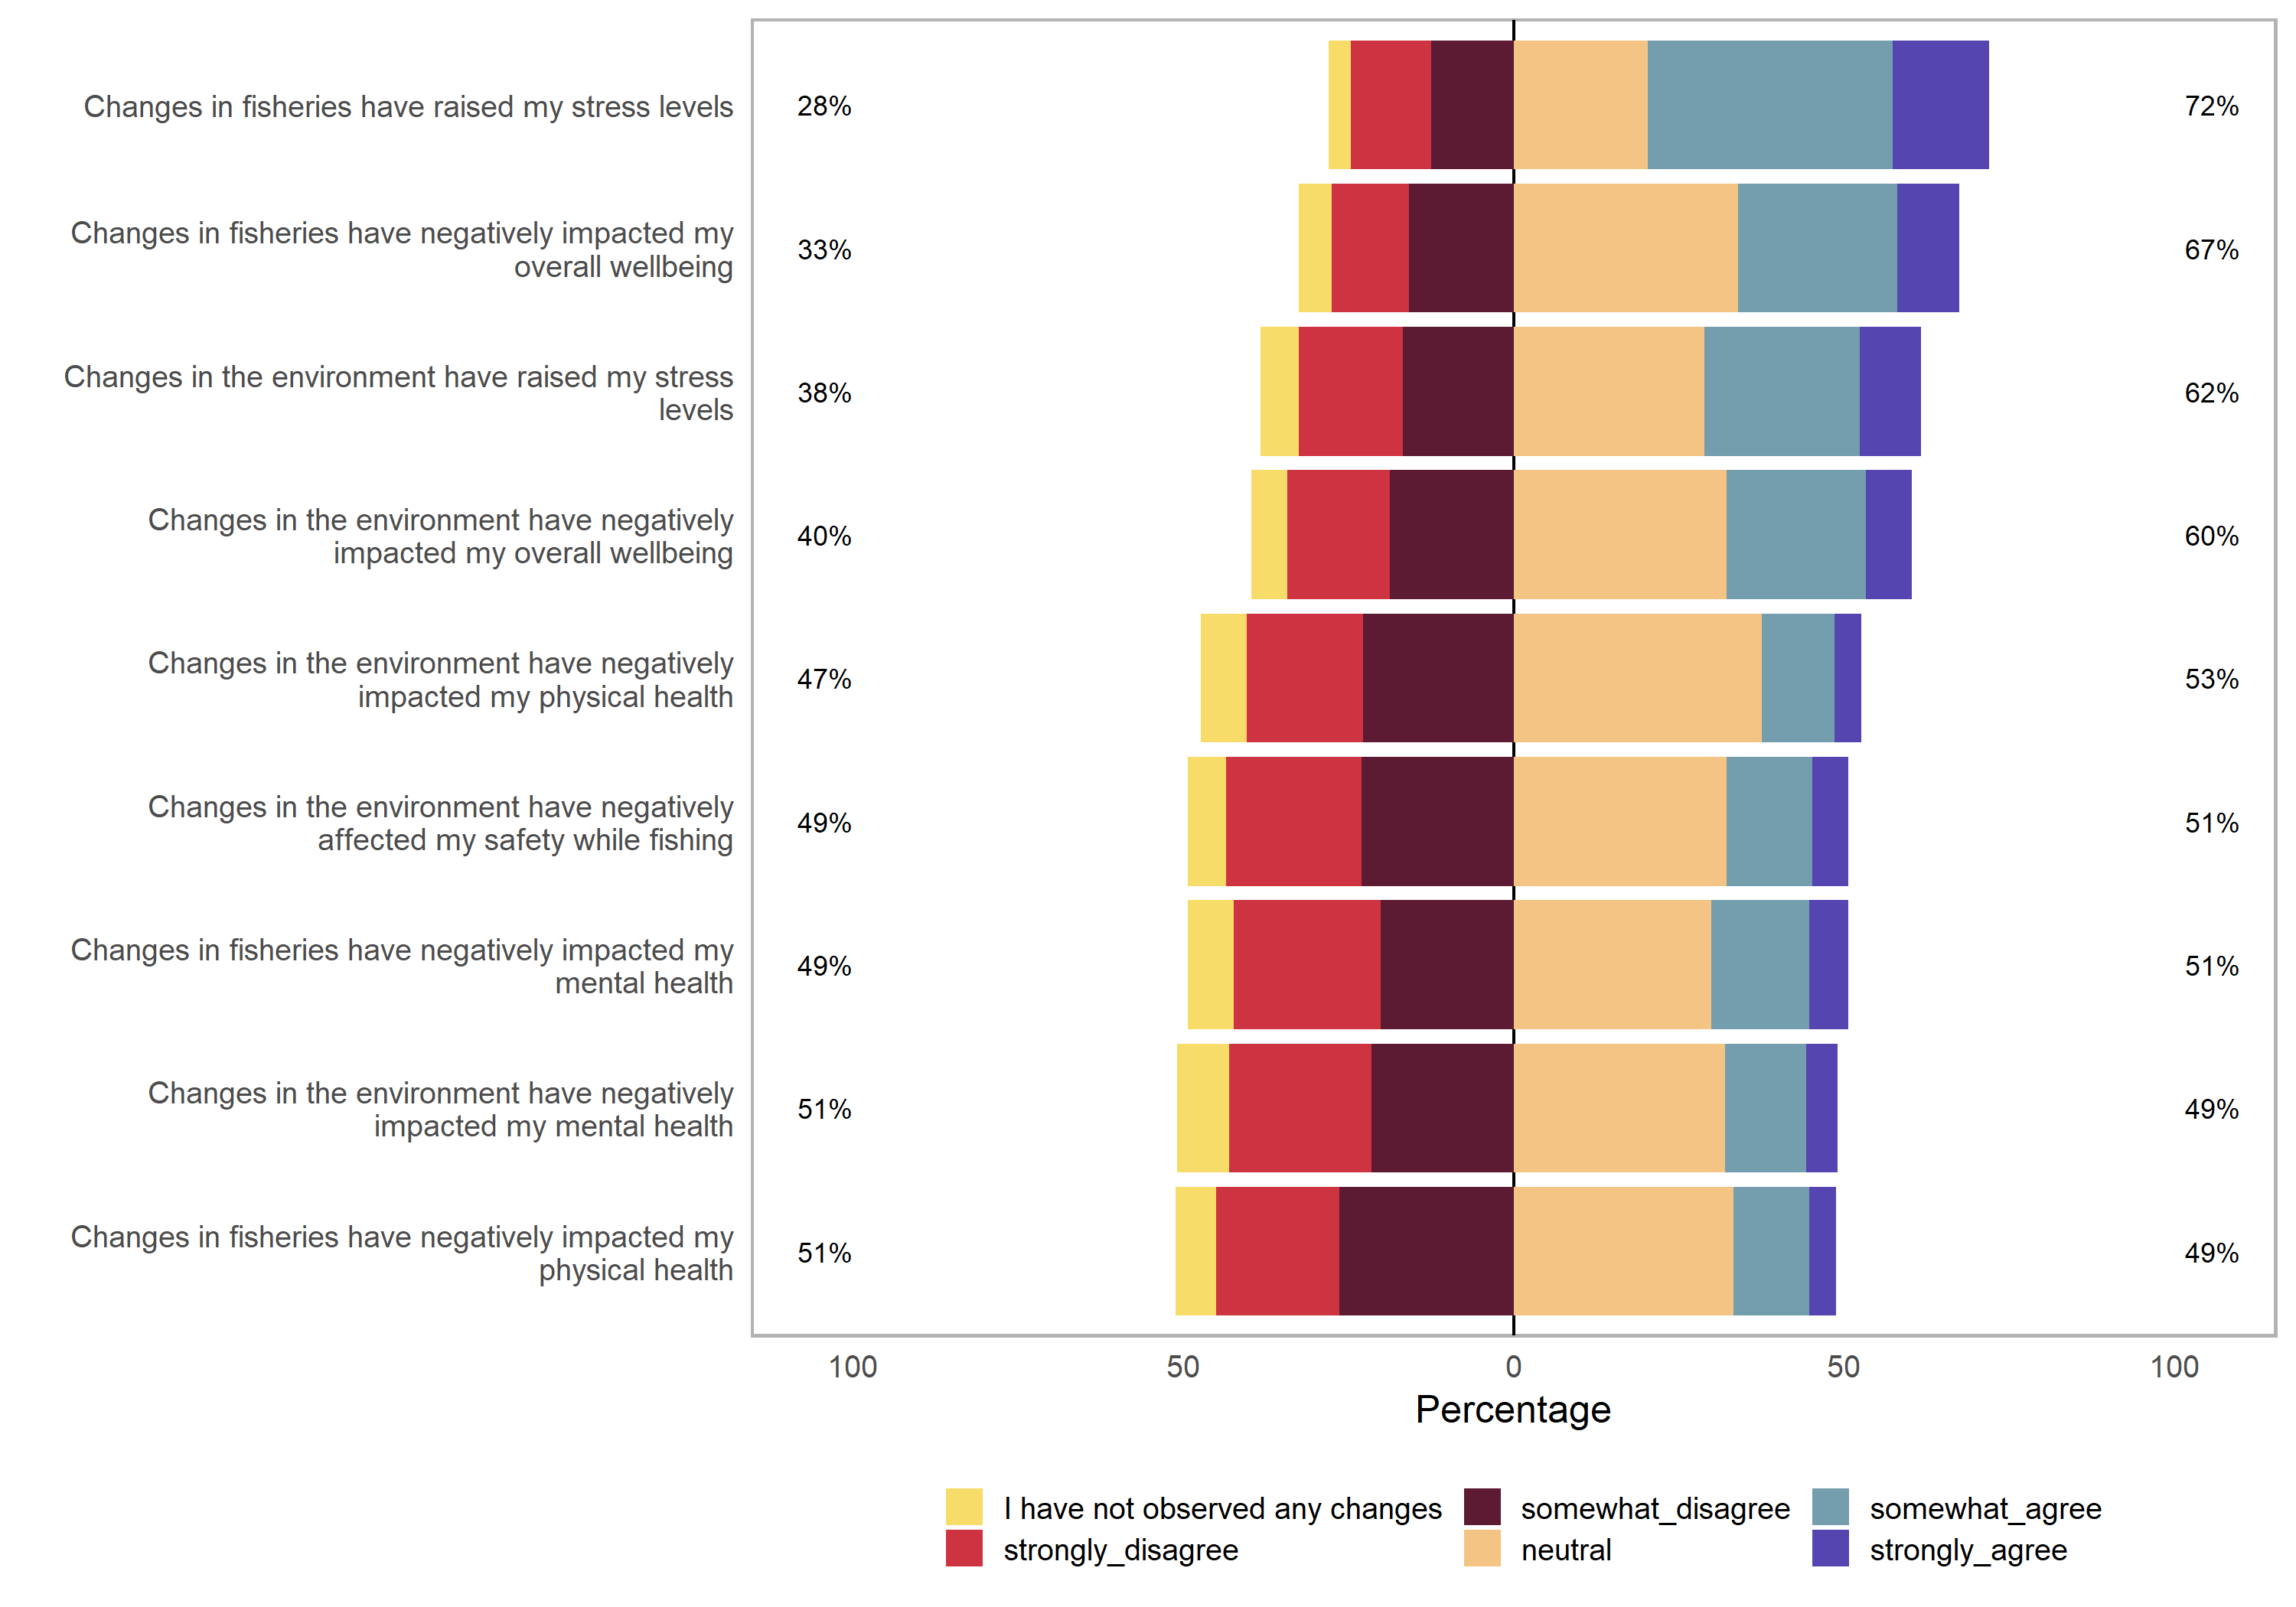 Changes in fisheries have raised my stress levels
28%
72%
Changes in fisheries have negatively impacted my
overall wellbeing
33%
67%
Changes in the environment have raised my stress
levels
38%
62%
Changes in the environment have negatively
impacted my overall wellbeing
40%
60%
Changes in the environment have negatively
impacted my physical health
47%
53%
Changes in the environment have negatively
affected my safety while fishing
49%
51%
Changes in fisheries have negatively impacted my
mental health
49%
51%
Changes in the environment have negatively
impacted my mental health
51%
49%
Changes in fisheries have negatively impacted my
physical health
51%
49%
100 50 0 50 100
Percentage
I have not observed any changes somewhat_disagree somewhat_agree
strongly_disagree neutral strongly_agree